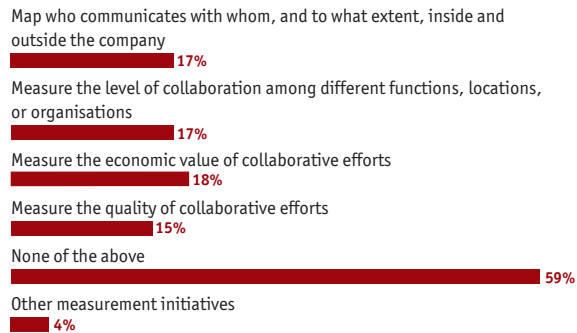 Map who communicates with whom, and to what extent, inside and
outside the company
17%
Measure the level of collaboration among different functions, locations,
or organisations
17%
Measure the economic value of collaborative efforts
18%
Measure the quality of collaborative efforts
15%
None of the above
59%
Other measurement initiatives
4%